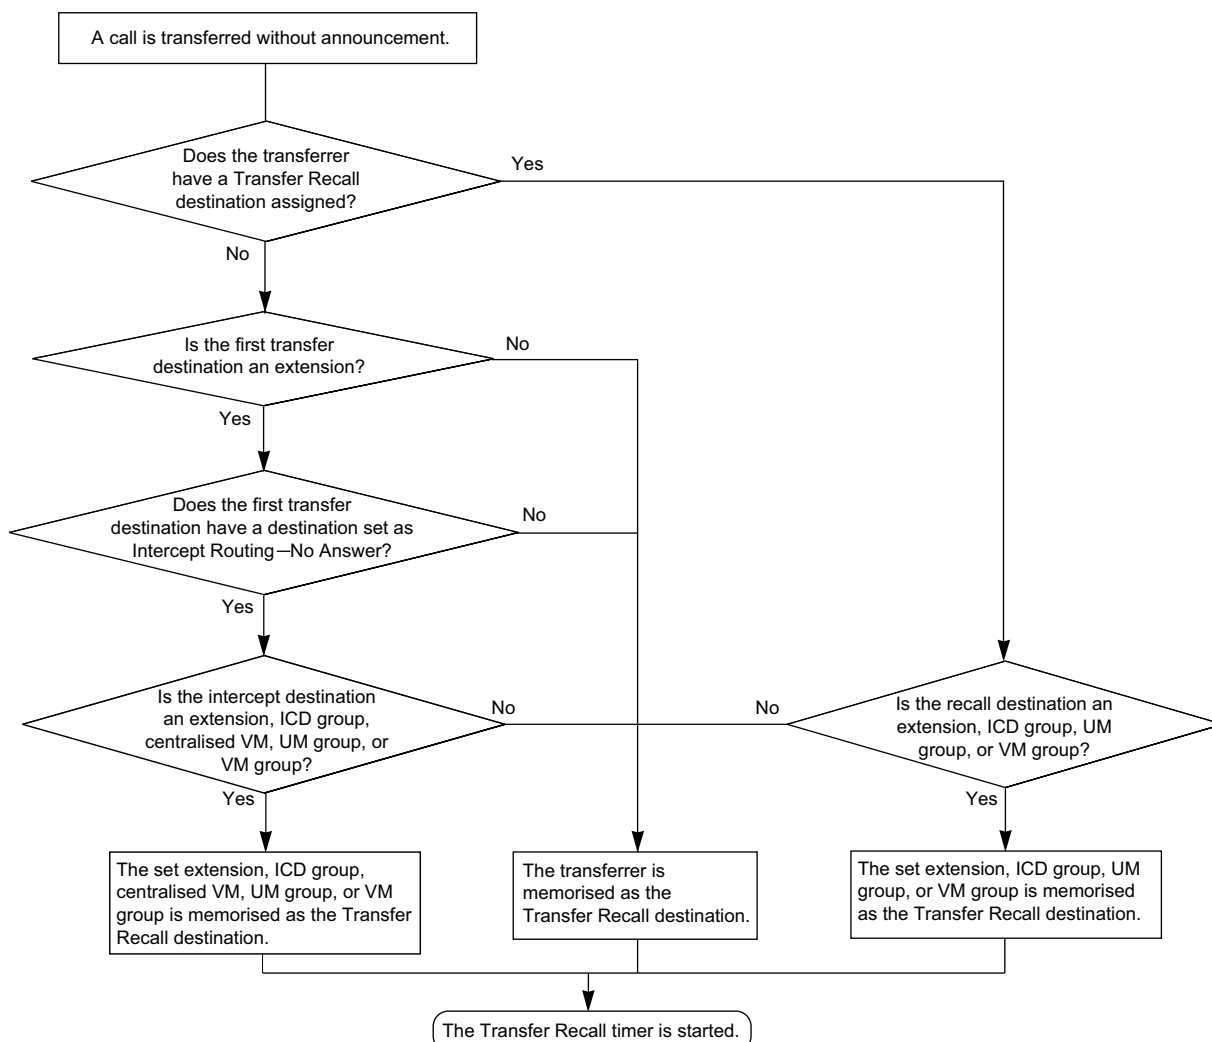 A call is transferred without announcement.
Does the transferrer
have a Transfer Recall
destination assigned?
Yes
No
Is the first transfer
destination an extension?
No
Yes
Does the first transfer
destination have a destination set as
Intercept Routing—No Answer?
No
Yes
Is the intercept destination
an extension, ICD group,
centralised VM, UM group, or
VM group?
No
No
Is the recall destination an
extension, ICD group, UM
group, or VM group?
Yes
Yes
The set extension, ICD group,
centralised VM, UM group, or VM
group is memorised as the Transfer
Recall destination.
The transferrer is
memorised as the
Transfer Recall destination.
The set extension, ICD group, UM
group, or VM group is memorised
as the Transfer Recall destination.
The Transfer Recall timer is started.